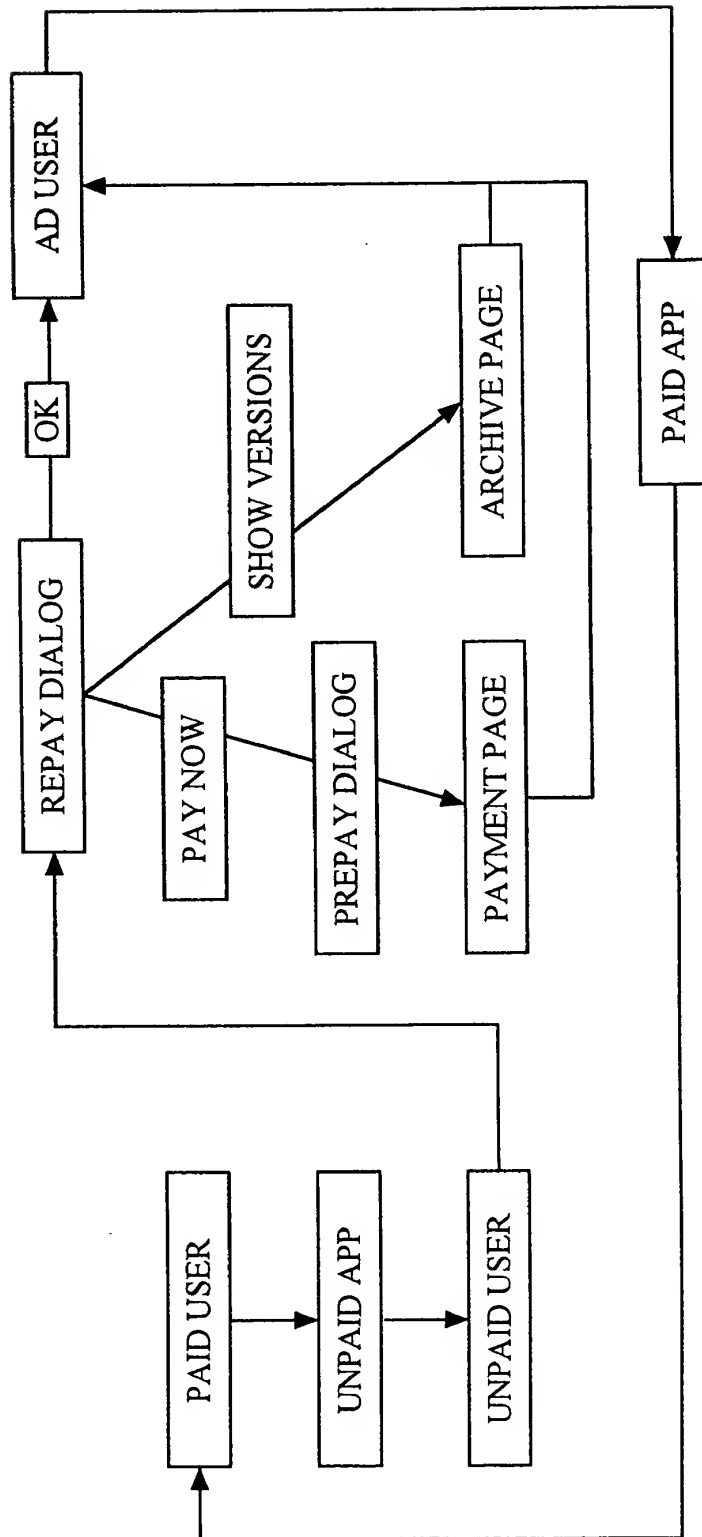 PAID USER
UNPAID APP
UNPAID USER
REPAY DIALOG
OK
AD USER
PAY NOW
SHOW VERSIONS
PREPAY DIALOG
PAYMENT PAGE
ARCHIVE PAGE
PAID APP